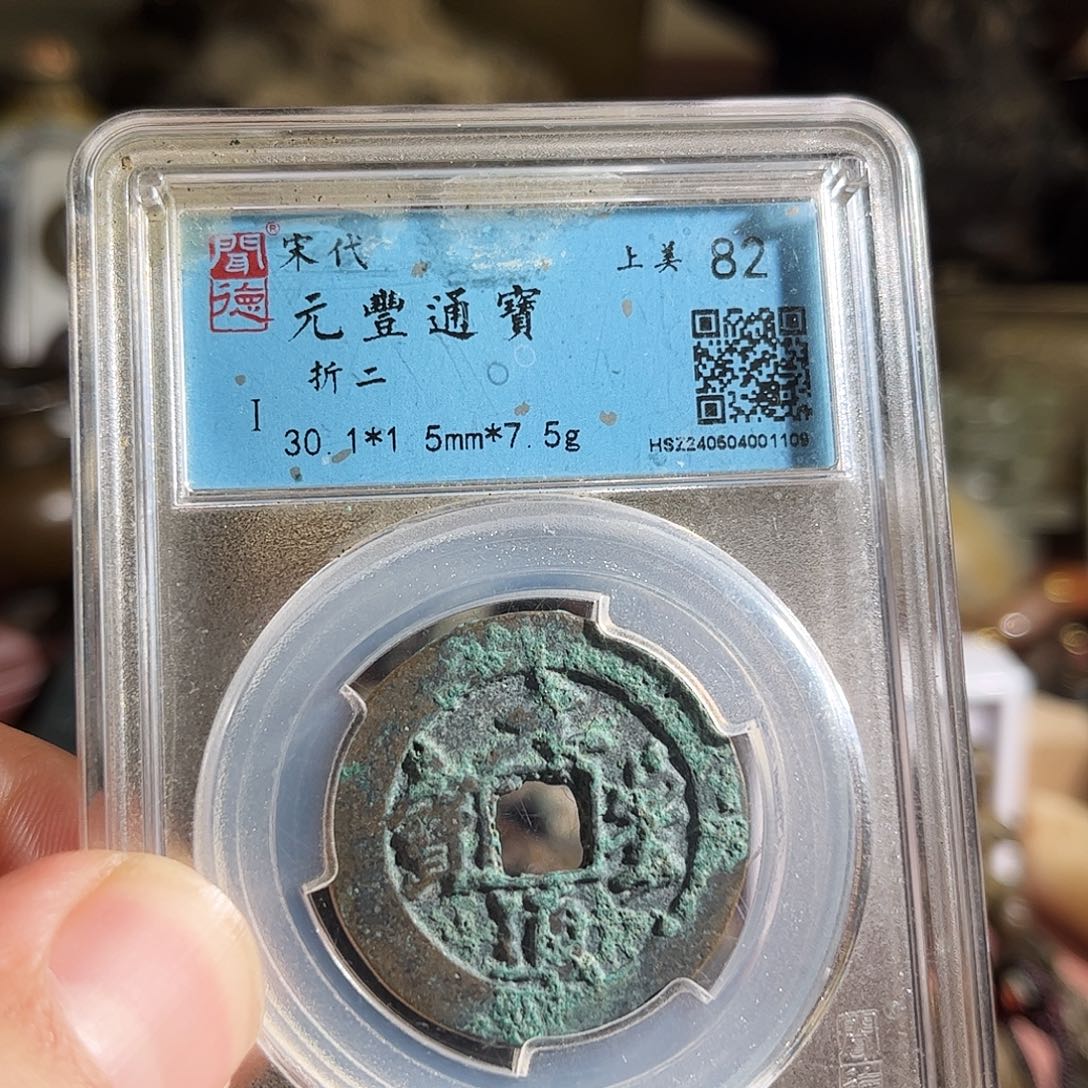 聞德®
宋代
上美 82
元豐通寶
折二
I
30.1*1 5mm*7.5g
HSZ240604001109